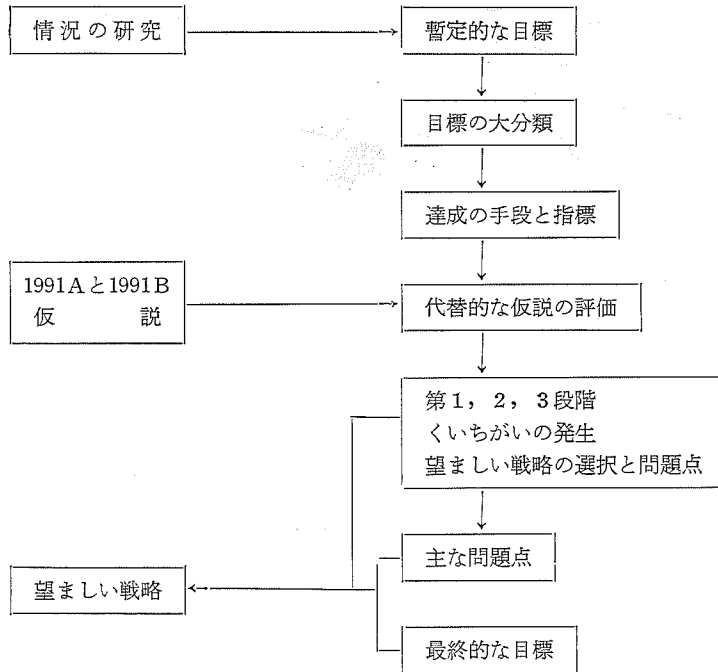 情況の研究
暫定的な目標
目標の大分類
達成の手段と指標
1991Aと1991B
仮説
代替的な仮説の評価
第1，2，3段階
くいちがいの発生
望ましい戦略の選択と問題点
主な問題点
望ましい戦略
最終的な目標